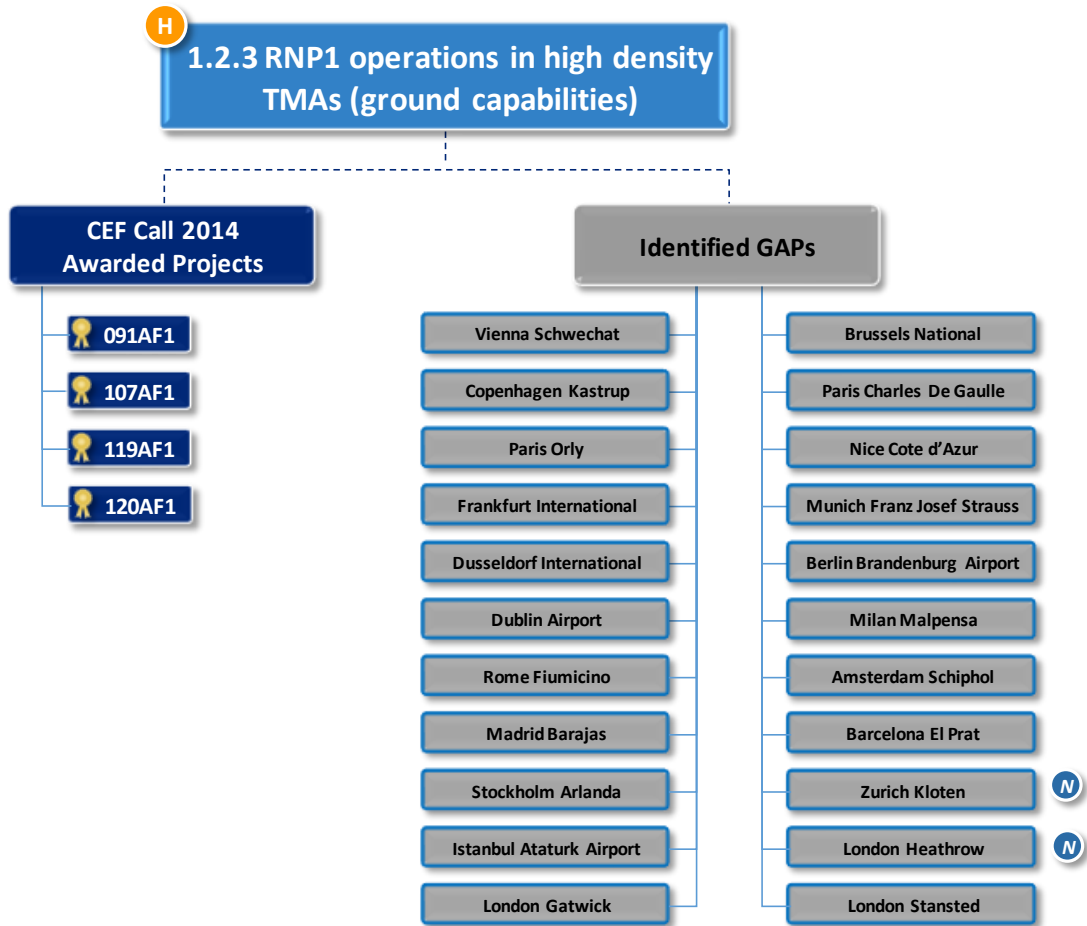 H
1.2.3 RNP1 operations in high density
TMAs (ground capabilities)
CEF Call 2014
Awarded Projects
091AF1
107AF1
119AF1
120AF1
Identified GAPs
Vienna Schwechat
Copenhagen Kastrup
Paris Orly
Frankfurt International
Dusseldorf International
Dublin Airport
Rome Fiumicino
Madrid Barajas
Stockholm Arlanda
Istanbul Ataturk Airport
London Gatwick
Brussels National
Paris Charles De Gaulle
Nice Cote d’Azur
Munich Franz Josef Strauss
Berlin Brandenburg Airport
Milan Malpensa
Amsterdam Schiphol
Barcelona El Prat
Zurich Kloten
N
London Heathrow
N
London Stansted